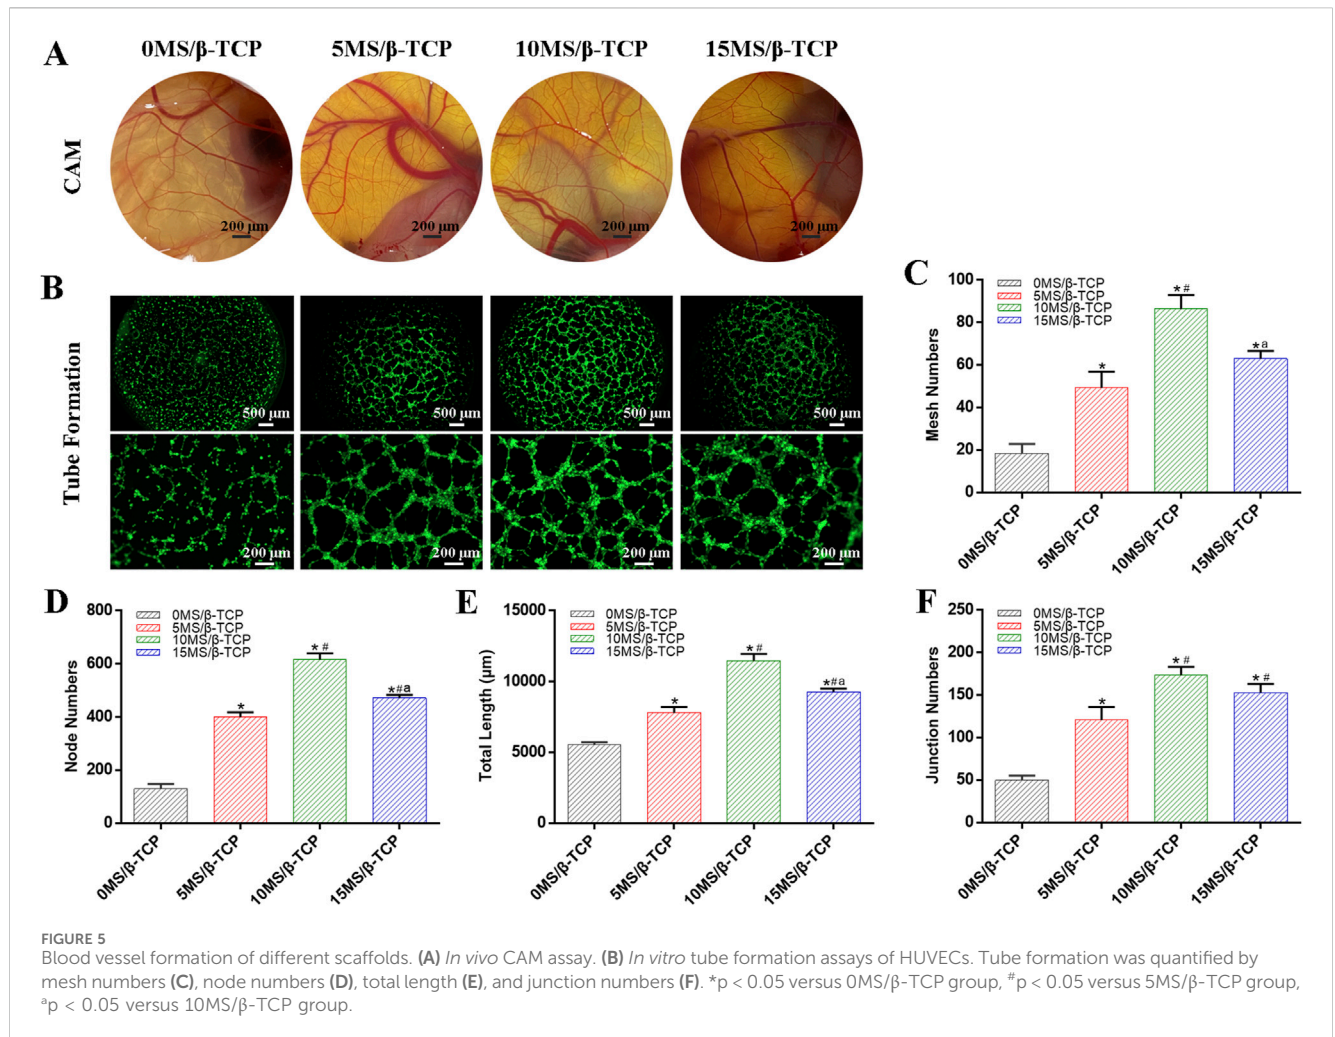 A
0MS/β-TCP
5MS/β-TCP
10MS/β-TCP
15MS/β-TCP
CAM
200 μm
200 μm
200 μm
200 μm
B
Tube Formation
500 μm
500 μm
500 μm
500 μm
200 μm
200 μm
200 μm
200 μm
C
Mesh Numbers
100
80
60
40
20
0
0MS/β-TCP
5MS/β-TCP
10MS/β-TCP
15MS/β-TCP
*
* #
* a
0MS/β-TCP
5MS/β-TCP
10MS/β-TCP
15MS/β-TCP
D
Node Numbers
800
600
400
200
0
0MS/β-TCP
5MS/β-TCP
10MS/β-TCP
15MS/β-TCP
*
* #
*#a
0MS/β-TCP
5MS/β-TCP
10MS/β-TCP
15MS/β-TCP
E
Total Length (μm)
15000
10000
5000
0
0MS/β-TCP
5MS/β-TCP
10MS/β-TCP
15MS/β-TCP
*
* #
*#a
0MS/β-TCP
5MS/β-TCP
10MS/β-TCP
15MS/β-TCP
F
Junction Numbers
250
200
150
100
50
0
0MS/β-TCP
5MS/β-TCP
10MS/β-TCP
15MS/β-TCP
*
* #
* #
0MS/β-TCP
5MS/β-TCP
10MS/β-TCP
15MS/β-TCP
FIGURE 5
Blood vessel formation of different scaffolds. (A) In vivo CAM assay. (B) In vitro tube formation assays of HUVECs. Tube formation was quantified by
mesh numbers (C), node numbers (D), total length (E), and junction numbers (F). *p < 0.05 versus 0MS/β-TCP group, #p < 0.05 versus 5MS/β-TCP group,
ap < 0.05 versus 10MS/β-TCP group.